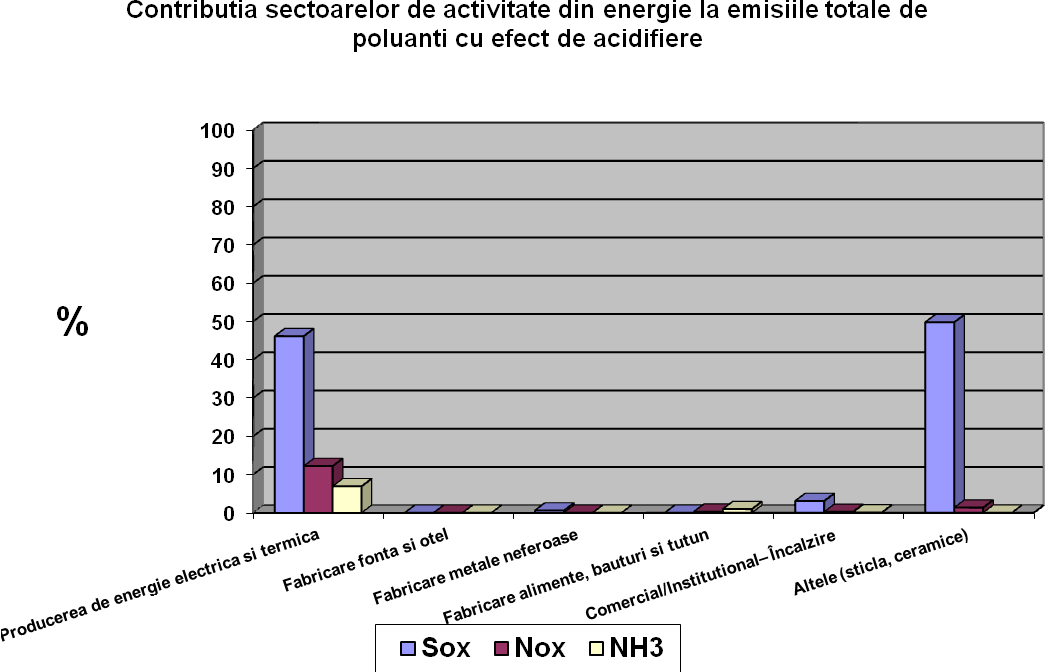 Contributia sectoarelor de activitate din energie la emisiile totale de
poluanti cu efect de acidifiere
%
100
90
80
70
60
50
40
30
20
10
0
Producerea de energie electrica si termica
Fabricare fonta si otel
Fabricare metale neferoase
Fabricare alimente, bauturi si tutun
Comercial/Institutional–Încalzire
Altele (sticla, ceramice)
Sox Nox NH3